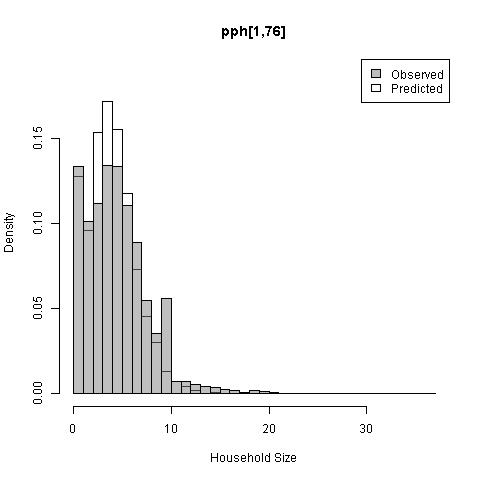 pph[1,76]
Observed
Predicted
Density
0.15
0.10
0.05
0.00
0 10 20 30
Household Size